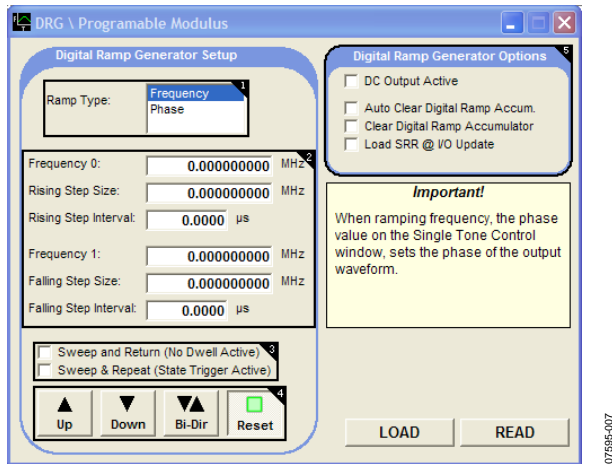 DRG \ Programable Modulus
Digital Ramp Generator Setup
1
Ramp Type:
Frequency
Phase
2
Frequency 0: 0.000000000 MHz
Rising Step Size: 0.000000000 MHz
Rising Step Interval: 0.0000 µs
Frequency 1: 0.000000000 MHz
Falling Step Size: 0.000000000 MHz
Falling Step Interval: 0.0000 µs
Sweep and Return (No Dwell Active) 3
Sweep & Repeat (State Trigger Active)
4
Up Down Bi-Dir Reset
Digital Ramp Generator Options 5
DC Output Active
Auto Clear Digital Ramp Accum.
Clear Digital Ramp Accumulator
Load SRR @ I/O Update
Important!
When ramping frequency, the phase
value on the Single Tone Control
window, sets the phase of the output
waveform.
LOAD READ
07595-007